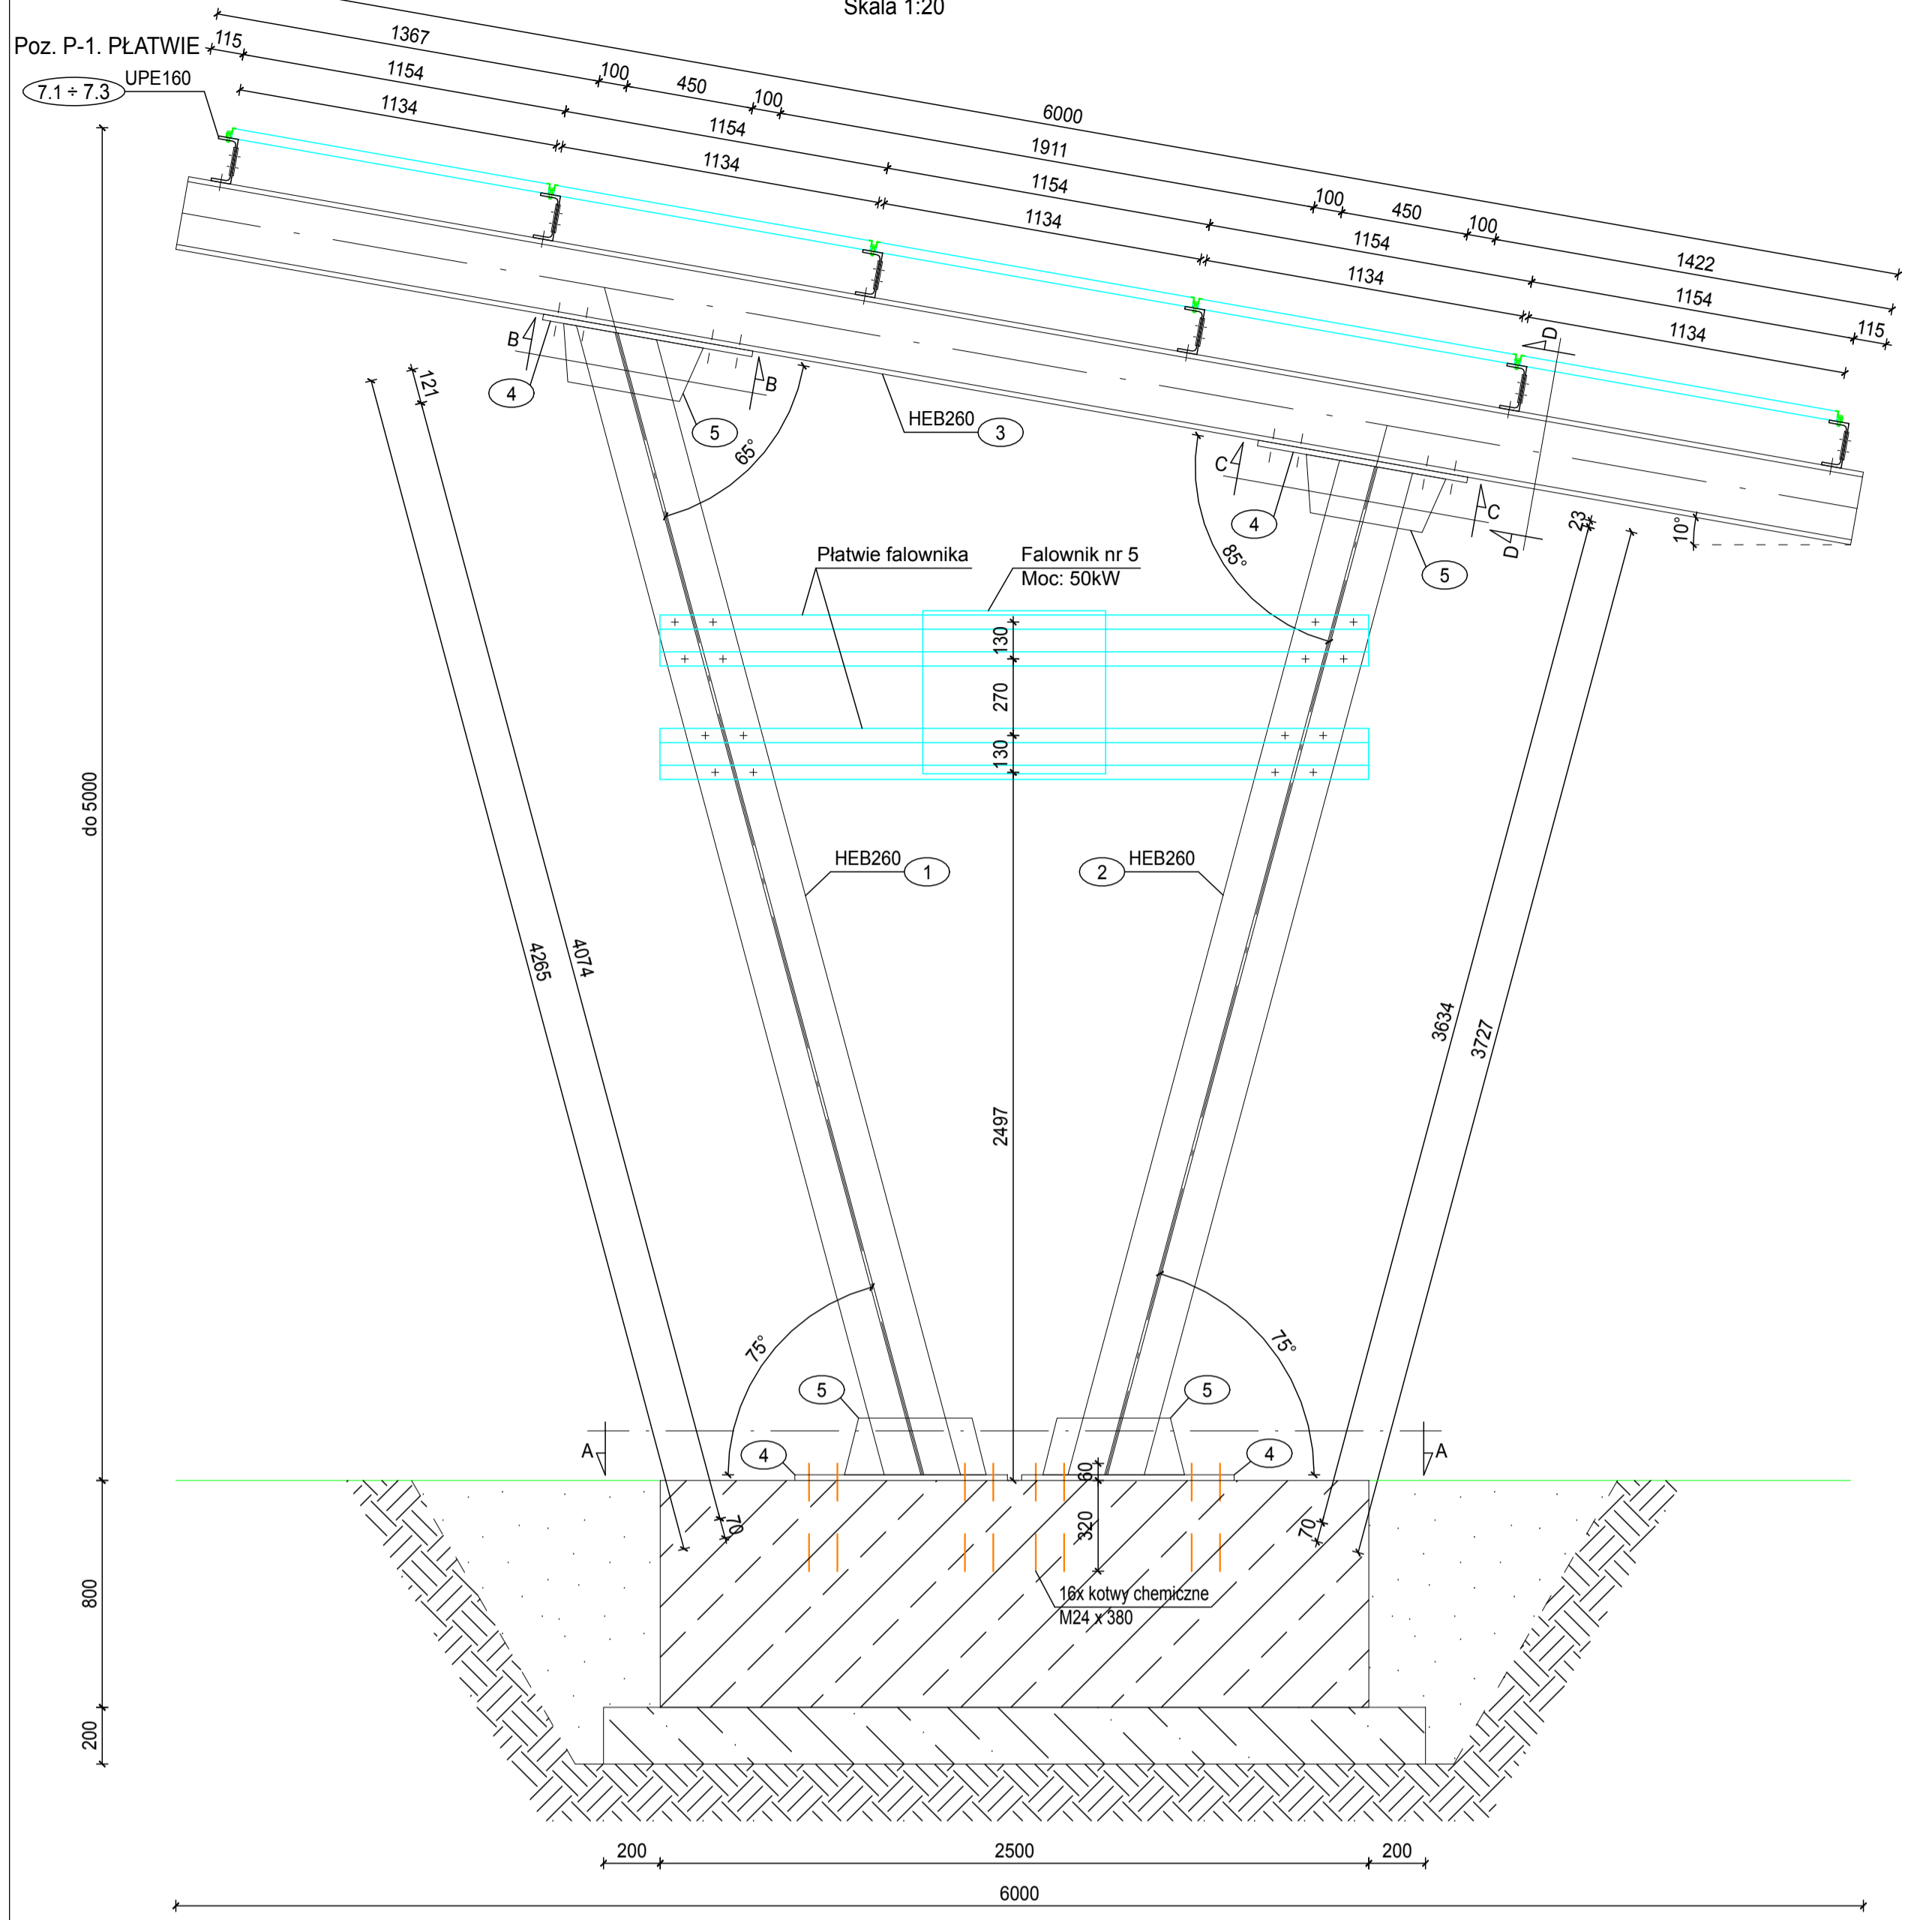 Skala 1:20
Poz. P-1. PŁATWIE
7.1 ÷ 7.3
UPE160
6000
1367
100
450
100
1911
100
450
100
1422
115
1154
1154
1154
1154
1154
115
1134
1134
1134
1134
1134
B
B
4
5
121
65°
HEB260
3
C
C
4
5
D
D
85°
23
10°
Płatwie falownika
Falownik nr 5
Moc: 50kW
130
270
130
do 5000
HEB260
1
2
HEB260
4265
4074
3634
3727
2497
75°
75°
5
5
A
4
4
A
60
320
70
70
16x kotwy chemiczne
M24 x 380
800
200
200
2500
200
6000